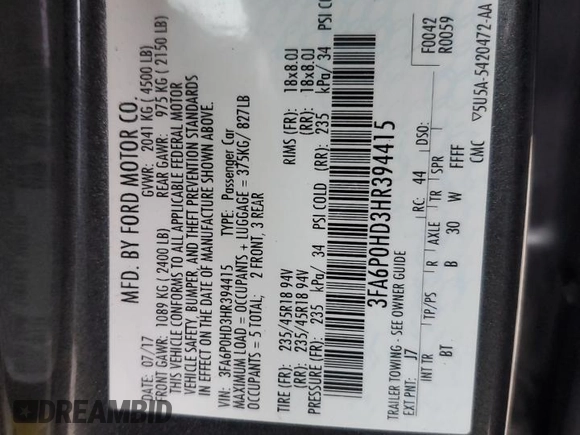 MFD. BY FORD MOTOR CO.
DATE: 07/17 GVWR: 2041 KG ( 4500 LB)
FRONT GAWR: 1089 KG (2400 LB) REAR GAWR: 975 KG (2150 LB)
THIS VEHICLE CONFORMS TO ALL APPLICABLE FEDERAL MOTOR
VEHICLE SAFETY, BUMPER, AND THEFT PREVENTION STANDARDS
IN EFFECT ON THE DATE OF MANUFACTURE SHOWN ABOVE.
VIN: 3FA6P0HD3HR394415 TYPE: Passenger Car
MAXIMUM LOAD = OCCUPANTS + LUGGAGE = 375KG/ 827LB
OCCUPANTS = 5 TOTAL; 2 FRONT, 3 REAR
TIRE (FR): 235/45R18 94V RIMS (FR): 18x8.0J
TIRE (RR): 235/45R18 94V (RR): 18x8.0J
(FR): 235 kPa/ 34 PSI COLD (RR): 235 kPa/ 34 PSI COLD
3FA6P0HD3HR394415
F0042
R0059
TRAILER TOWING - SEE OWNER GUIDE
EXT PNT: J7 RC: 44 DSO:
INT TR TP/PS R AXLE TR SPR
BT B 30 W FFFF
CMC ▽5U5A-5420472-AA
DREAMBID